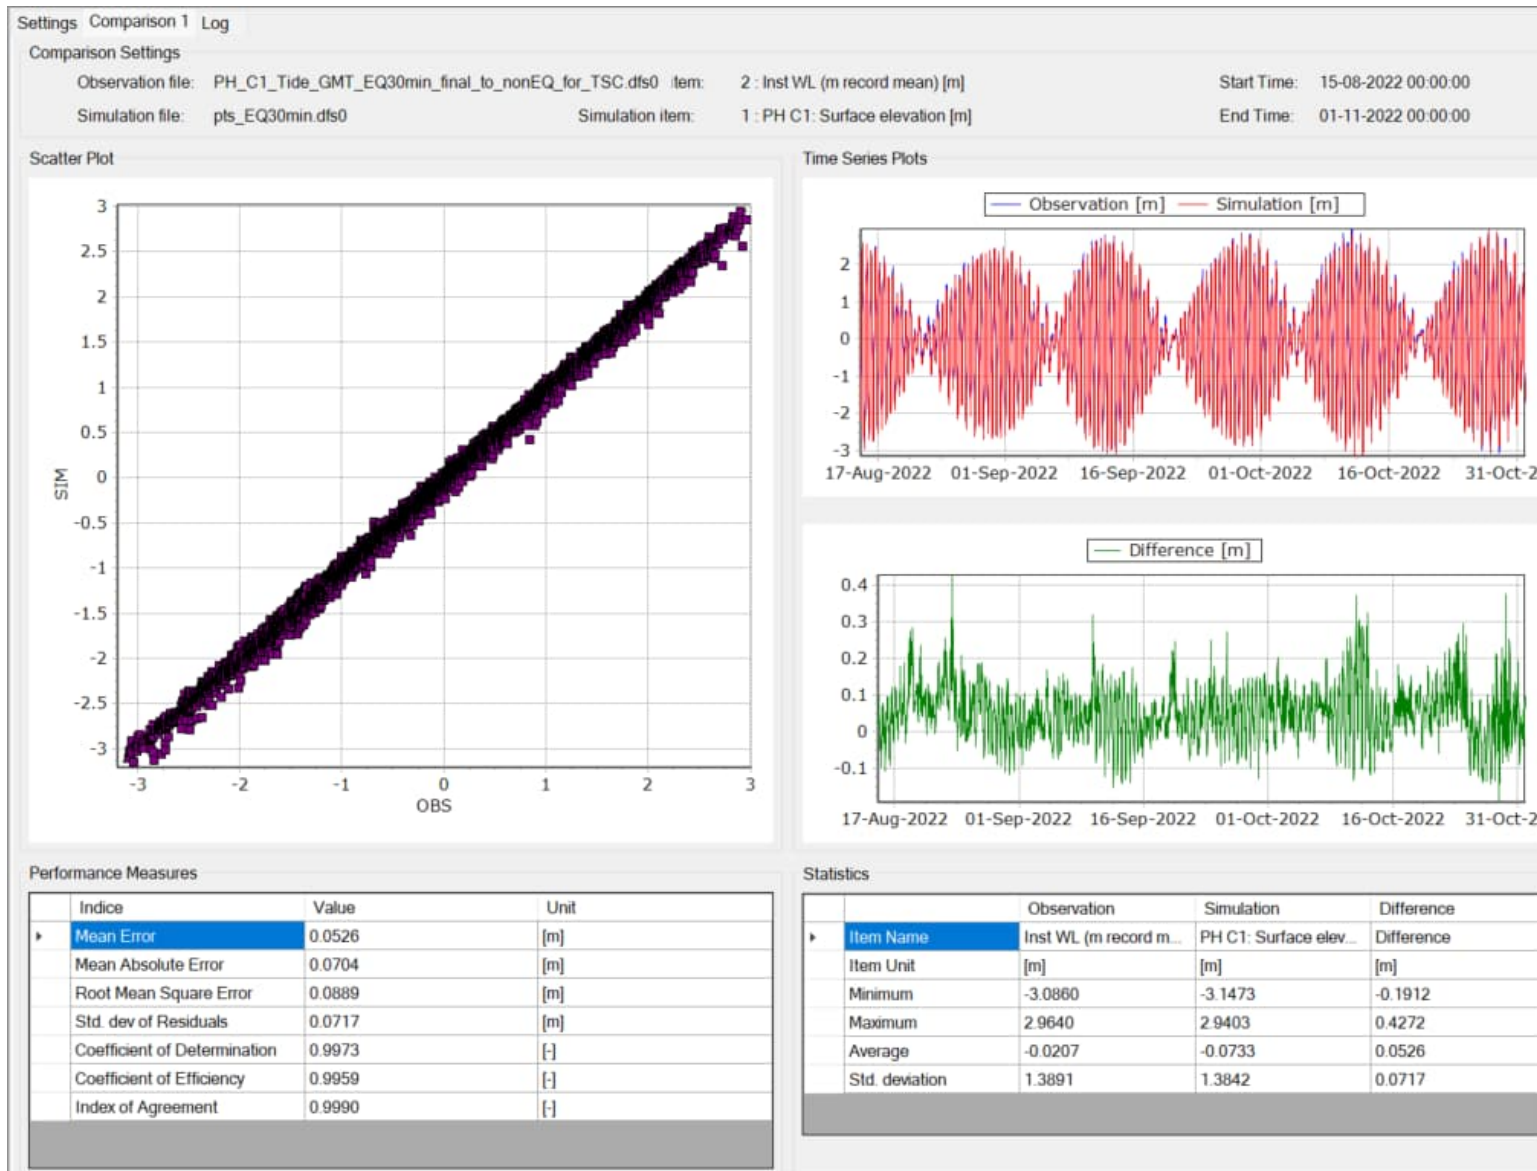 Settings Comparison 1 Log
Comparison Settings
Observation file: PH_C1_Tide_GMT_EQ30min_final_to_nonEQ_for_TSC.dfs0 item: 2 : Inst WL (m record mean) [m] Start Time: 15-08-2022 00:00:00
Simulation file: pts_EQ30min.dfs0 Simulation item: 1 : PH C1: Surface elevation [m] End Time: 01-11-2022 00:00:00
Scatter Plot
3
2.5
2
1.5
1
0.5
0
-0.5
-1
-1.5
-2
-2.5
-3
SIM
-3 -2 -1 0 1 2 3
OBS
Time Series Plots
Observation [m] Simulation [m]
2
1
0
-1
-2
-3
17-Aug-2022 01-Sep-2022 16-Sep-2022 01-Oct-2022 16-Oct-2022 31-Oct-2
Difference [m]
0.4
0.3
0.2
0.1
0
-0.1
17-Aug-2022 01-Sep-2022 16-Sep-2022 01-Oct-2022 16-Oct-2022 31-Oct-2
Performance Measures
Indice Value Unit
Mean Error 0.0526 [m]
Mean Absolute Error 0.0704 [m]
Root Mean Square Error 0.0889 [m]
Std. dev of Residuals 0.0717 [m]
Coefficient of Determination 0.9973 [-]
Coefficient of Efficiency 0.9959 [-]
Index of Agreement 0.9990 [-]
Statistics
Observation Simulation Difference
Item Name Inst WL (m record m... PH C1: Surface elev... Difference
Item Unit [m] [m] [m]
Minimum -3.0860 -3.1473 -0.1912
Maximum 2.9640 2.9403 0.4272
Average -0.0207 -0.0733 0.0526
Std. deviation 1.3891 1.3842 0.0717